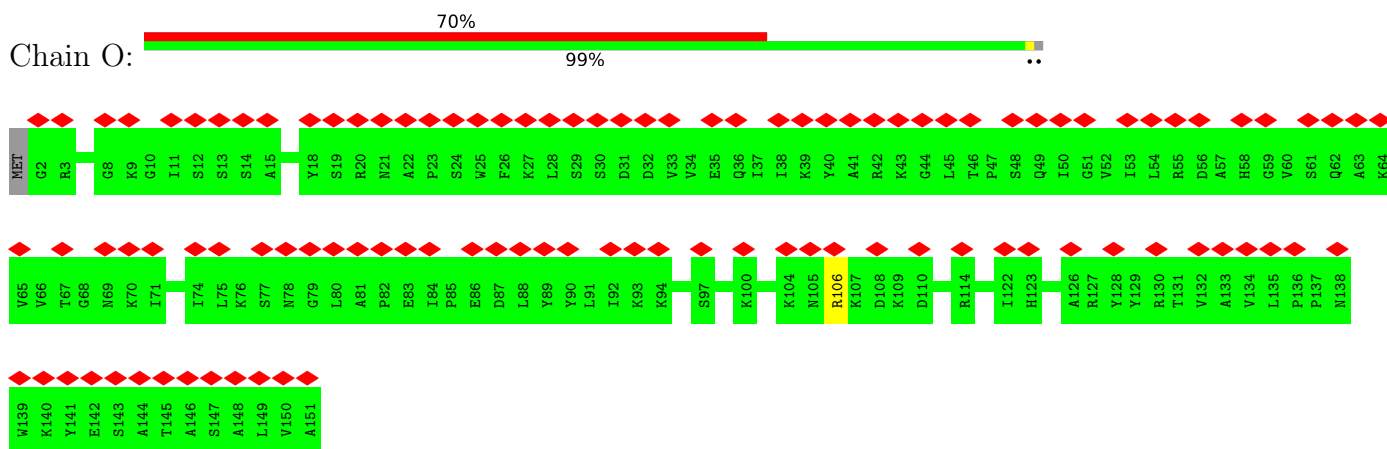 70%
Chain O:
99%
••
MET G2 R3 G8 K9 G10 I11 S12 S13 S14 A15 Y18 S19 R20 N21 A22 P23 S24 W25 F26 K27 L28 S29 S30 D31 D32 V33 V34 E35 Q36 I37 I38 K39 Y40 A41 R42 K43 G44 L45 T46 P47 S48 Q49 I50 G51 V52 I53 L54 R55 D56 A57 H58 G59 V60 S61 Q62 A63 K64
V65 V66 T67 G68 N69 K70 I71 I74 L75 K76 S77 N78 G79 L80 A81 P82 E83 I84 P85 E86 D87 L88 Y89 Y90 L91 I92 K93 K94 S97 K100 K104 N105 R106 K107 D108 K109 D110 R114 I122 H123 A126 R127 Y128 Y129 R130 T131 V132 A133 V134 L135 P136 P137 N138
W139 K140 Y141 E142 S143 A144 T145 A146 S147 A148 L149 V150 A151